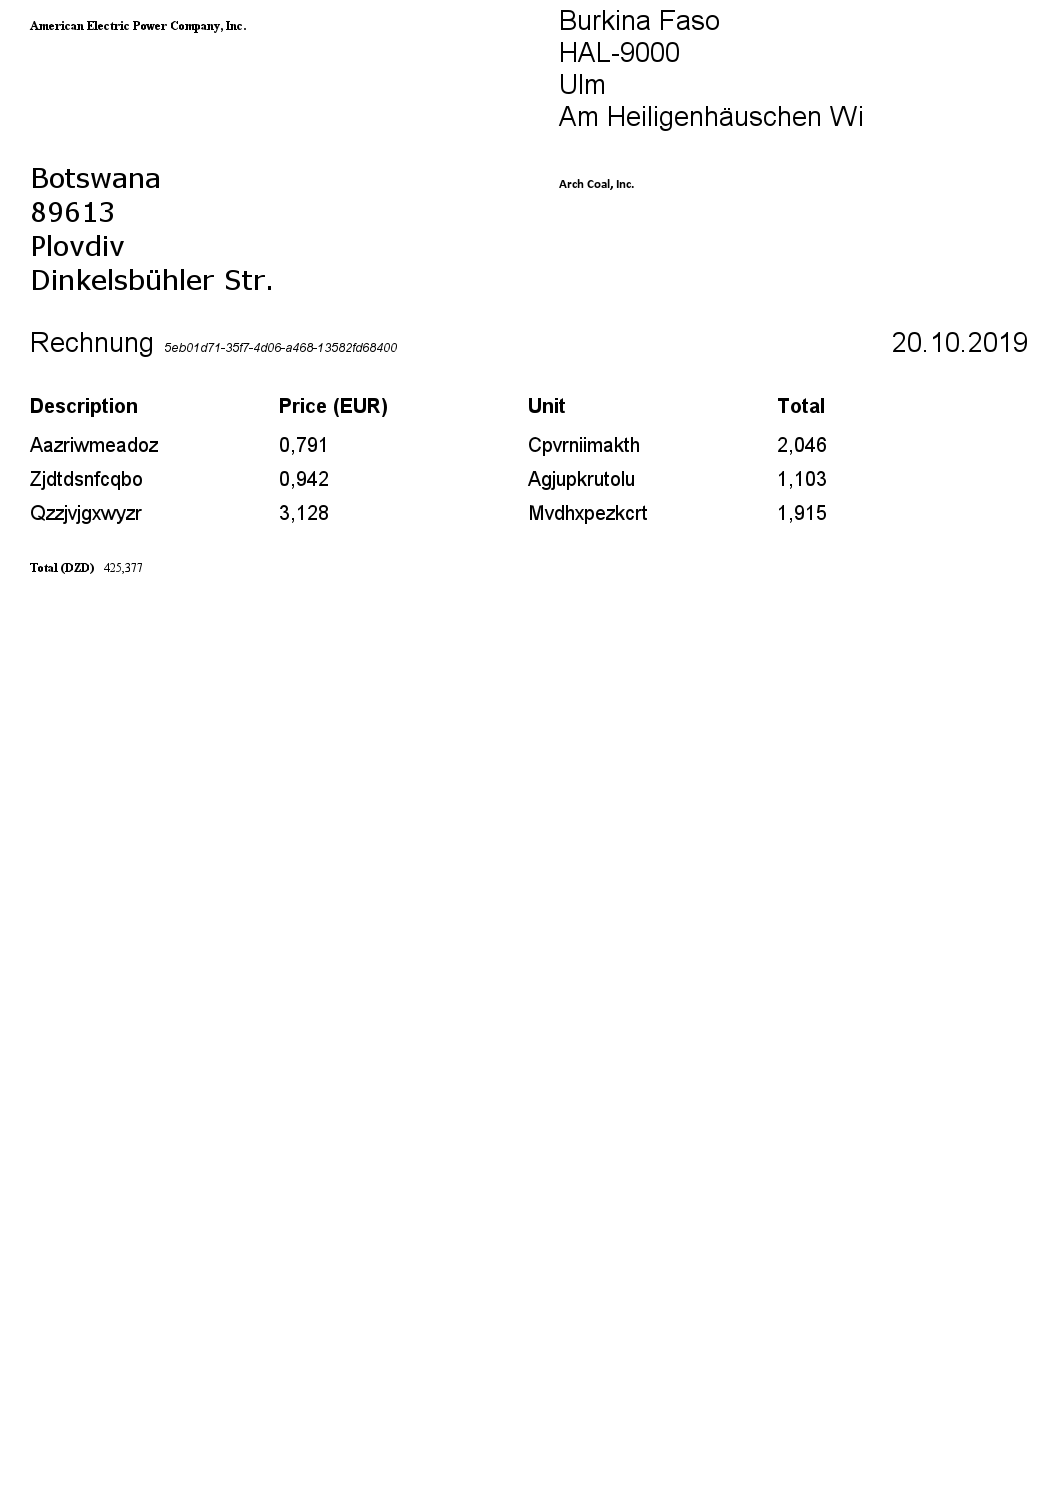 American Electric Power Company, Inc.
Burkina Faso
HAL-9000
Ulm
Am Heiligenhäuschen Wi
Botswana
89613
Plovdiv
Dinkelsbühler Str.
Arch Coal, Inc.
Rechnung 5eb01d71-35f7-4d06-a468-13582fd68400 20.10.2019
Description Price (EUR) Unit Total
Aazriwmeadoz 0,791 Cpvrniimakth 2,046
Zjdtdsnfcqbo 0,942 Agjupkrutolu 1,103
Qzzjvjgxwyzr 3,128 Mvdhxpezkcrt 1,915
Total (DZD) 425,377